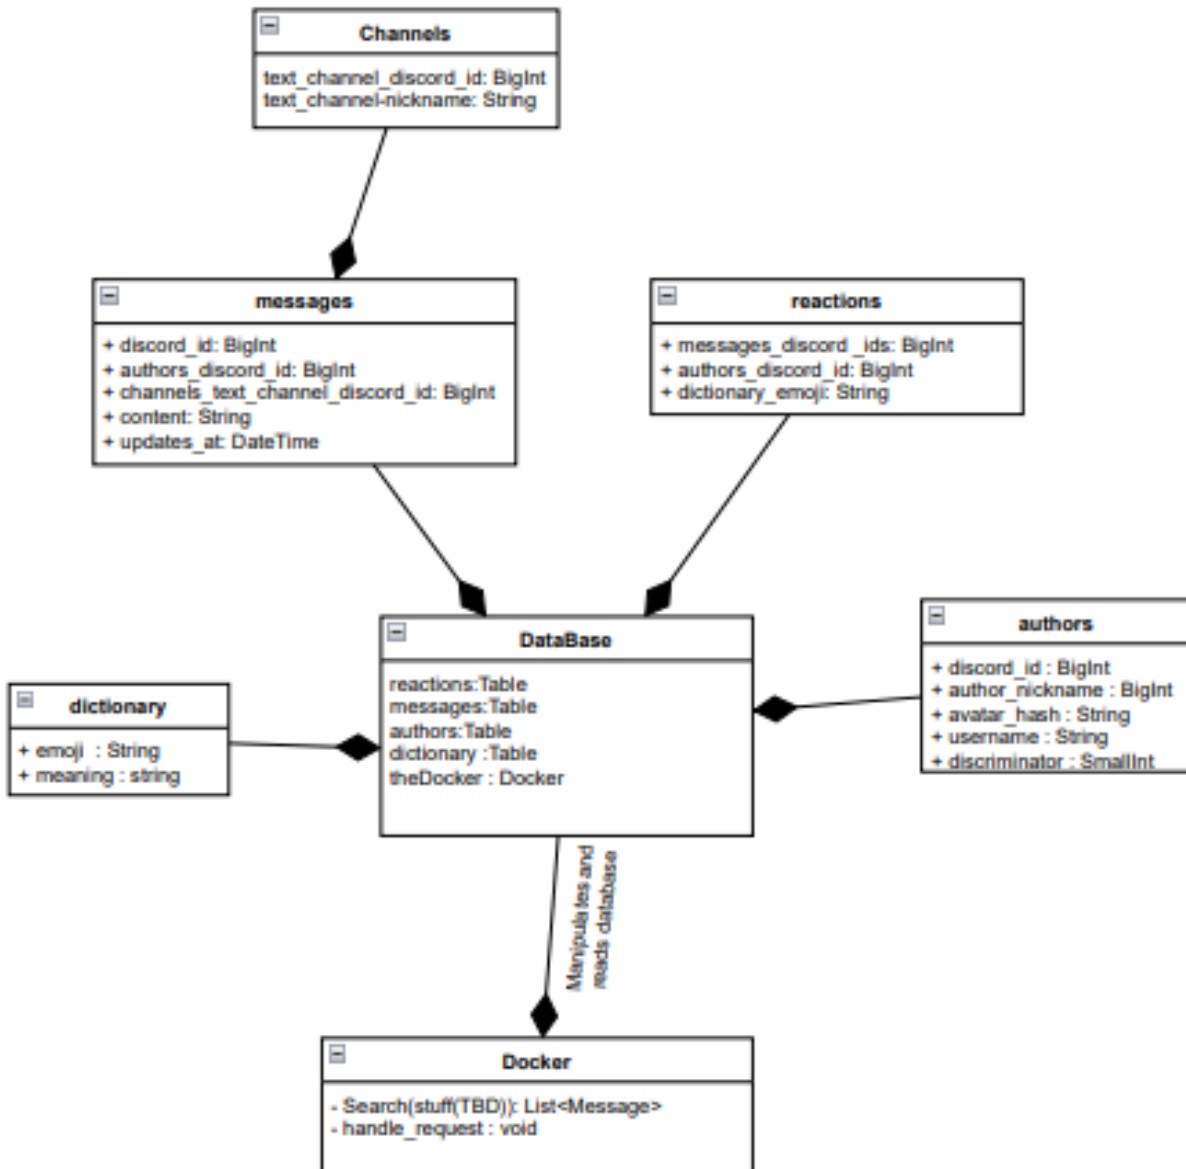 Channels
text_channel_discord_id: BigInt
text_channel-nickname: String
messages
+ discord_id: BigInt
+ authors_discord_id: BigInt
+ channels_text_channel_discord_id: BigInt
+ content: String
+ updates_at: DateTime
reactions
+ messages_discord _ids: BigInt
+ authors_discord_id: BigInt
+ dictionary_emoji: String
DataBase
reactions:Table
messages:Table
authors:Table
dictionary :Table
theDocker : Docker
authors
+ discord_id : BigInt
+ author_nickname : BigInt
+ avatar_hash : String
+ username : String
+ discriminator : SmallInt
dictionary
+ emoji : String
+ meaning : string
Manipulates and
reads database
Docker
- Search(stuff(TBD)): List<Message>
- handle_request : void